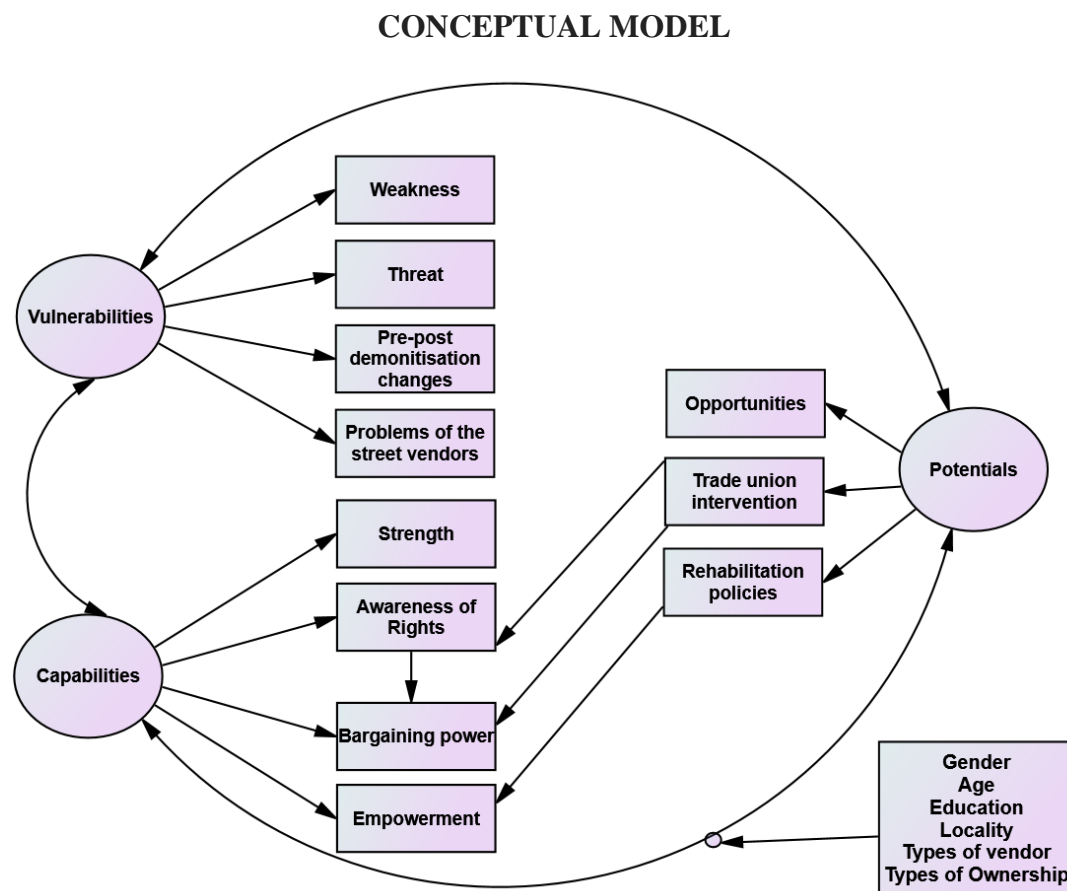 CONCEPTUAL MODEL
Weakness
Threat
Vulnerabilities
Pre-post
demonitisation
changes
Problems of the
street vendors
Opportunities
Trade union
intervention
Potentials
Rehabilitation
policies
Strength
Awareness of
Rights
Capabilities
Bargaining power
Empowerment
Gender
Age
Education
Locality
Types of vendor
Types of Ownership